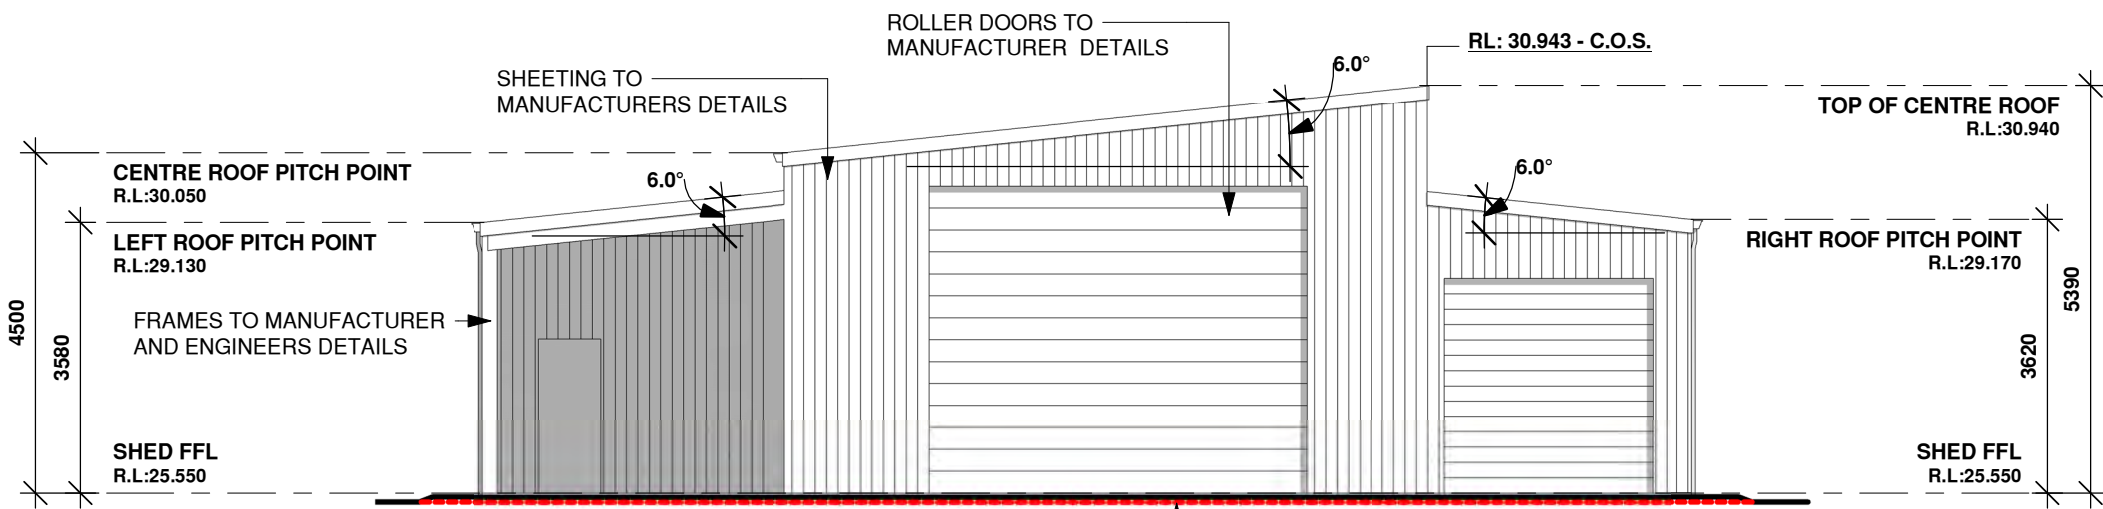 ROLLER DOORS TO
MANUFACTURER DETAILS
RL: 30.943 - C.O.S.
6.0°
SHEETING TO
MANUFACTURERS DETAILS
TOP OF CENTRE ROOF
R.L:30.940
CENTRE ROOF PITCH POINT
R.L:30.050
6.0°
6.0°
LEFT ROOF PITCH POINT
R.L:29.130
RIGHT ROOF PITCH POINT
R.L:29.170
4500
3580
5390
3620
FRAMES TO MANUFACTURER
AND ENGINEERS DETAILS
SHED FFL
R.L:25.550
SHED FFL
R.L:25.550